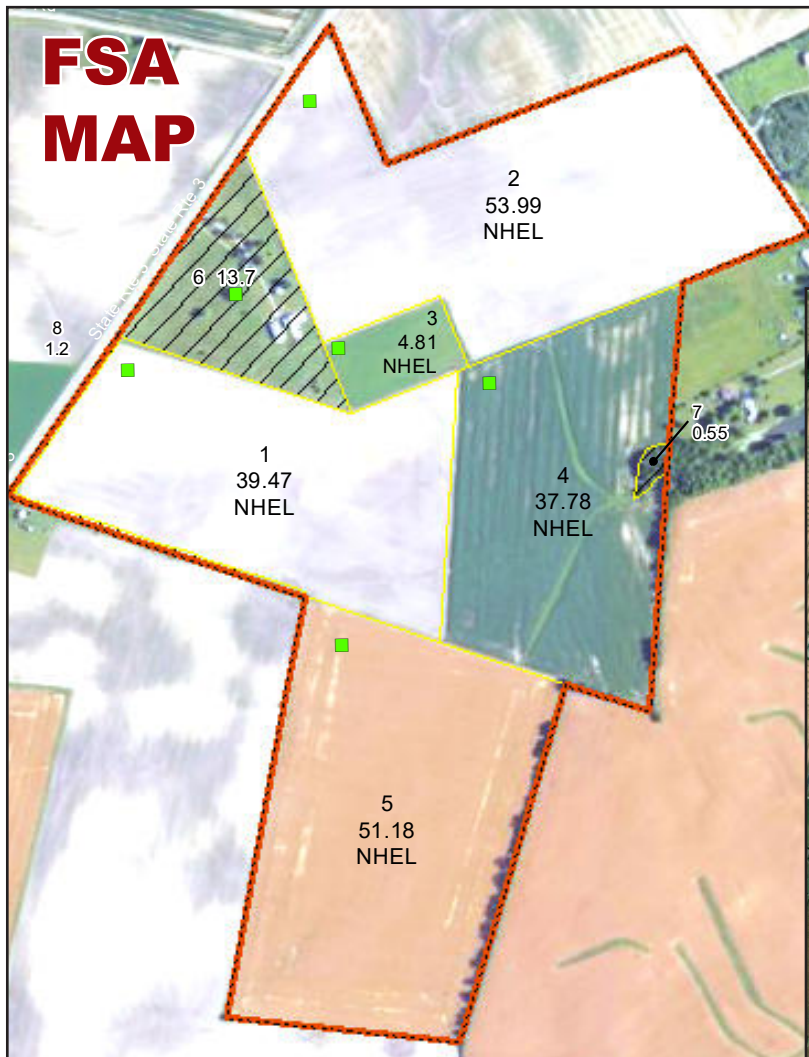 FSA
MAP
2
53.99
NHEL
State Rte 3 State Rte 3
6 13.7
8
1.2
3
4.81
NHEL
7
0.55
1
39.47
NHEL
4
37.78
NHEL
5
51.18
NHEL